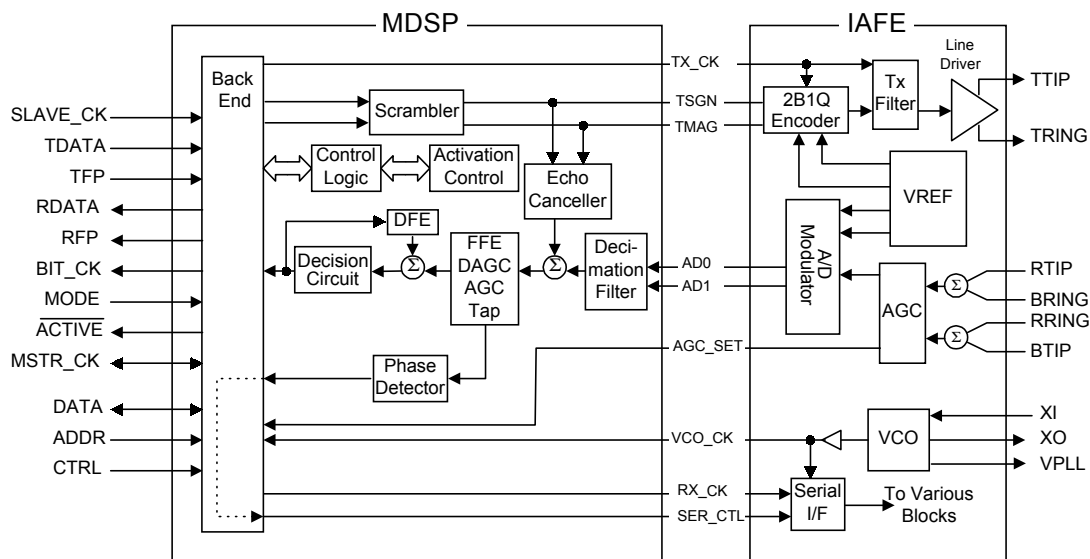 MDSP
IAFE
Back
End
SLAVE_CK
TDATA
TFP
RDATA
RFP
BIT_CK
MODE
ACTIVE
MSTR_CK
DATA
ADDR
CTRL
Scrambler
Control
Logic
Activation
Control
Echo
Canceller
DFE
Σ
Decision
Circuit
FFE
DAGC
AGC
Tap
Σ
Deci-
mation
Filter
Phase
Detector
TX_CK
TSGN
TMAG
AD0
AD1
AGC_SET
VCO_CK
RX_CK
SER_CTL
2B1Q
Encoder
Tx
Filter
Line
Driver
VREF
A/D
Modulator
AGC
Σ
Σ
VCO
Serial
I/F
To Various
Blocks
TTIP
TRING
RTIP
BRING
RRING
BTIP
XI
XO
VPLL